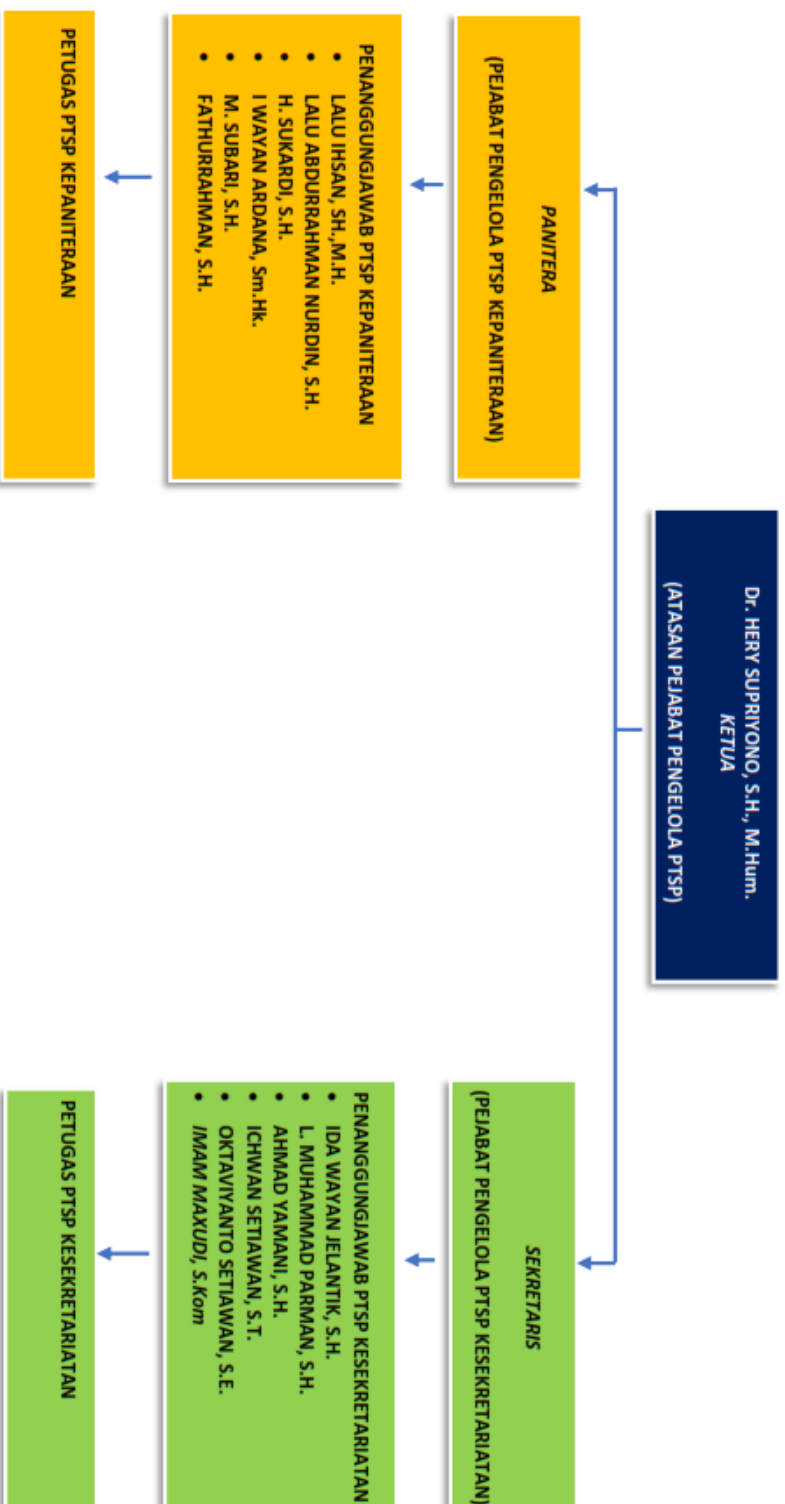 Dr. HERY SUPRIYONO, S.H., M.Hum.
KETUA
(ATASAN PEJABAT PENGELOLA PTSP)
PANITERA
(PEJABAT PENGELOLA PTSP KEPANITERAAN)
PENANGGUNGJAWAB PTSP KEPANITERAAN
• LALU IHSAN, SH.,M.H.
• LALU ABDURRAHMAN NURDIN, S.H.
• H. SUKARDI, S.H.
• I WAYAN ARDANA, Sm.Hk.
• M. SUBARI, S.H.
• FATHURRAHMAN, S.H.
PETUGAS PTSP KEPANITERAAN
SEKRETARIS
(PEJABAT PENGELOLA PTSP KESEKRETARIATAN)
PENANGGUNGJAWAB PTSP KESEKRETARIATAN
• IDA WAYAN JELANTIK, S.H.
• L. MUHAMMAD PARMAN, S.H.
• AHMAD YAMANI, S.H.
• ICHWAN SETIAWAN, S.T.
• OKTAVIYANTO SETIAWAN, S.E.
• IMAM MAXUDI, S.Kom
PETUGAS PTSP KESEKRETARIATAN